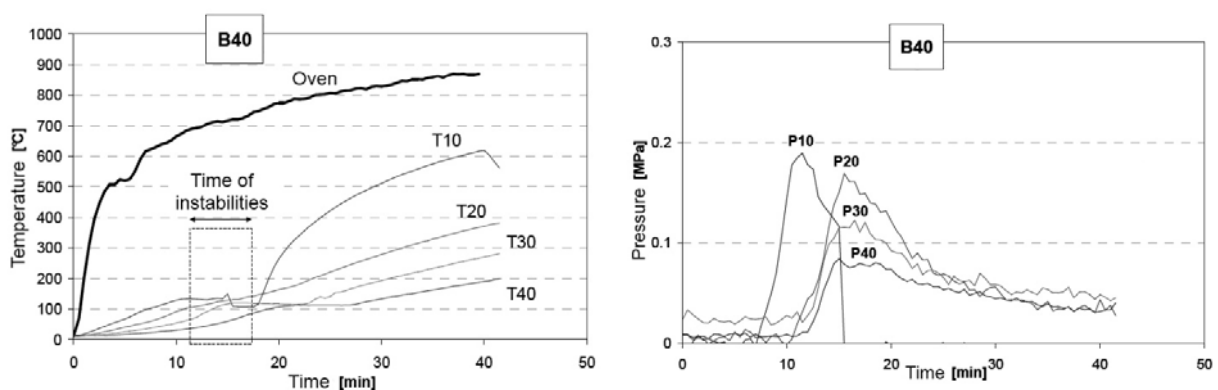 B40
1000
900
800
700
600
500
400
300
200
100
0
Temperature [℃]
Oven
T10
Time of
instabilities
T20
T30
T40
0 10 20 30 40 50
Time [min]
B40
0.3
0.2
0.1
0
Pressure [MPa]
P10
P20
P30
P40
0 10 20 30 40 50
Time [min]